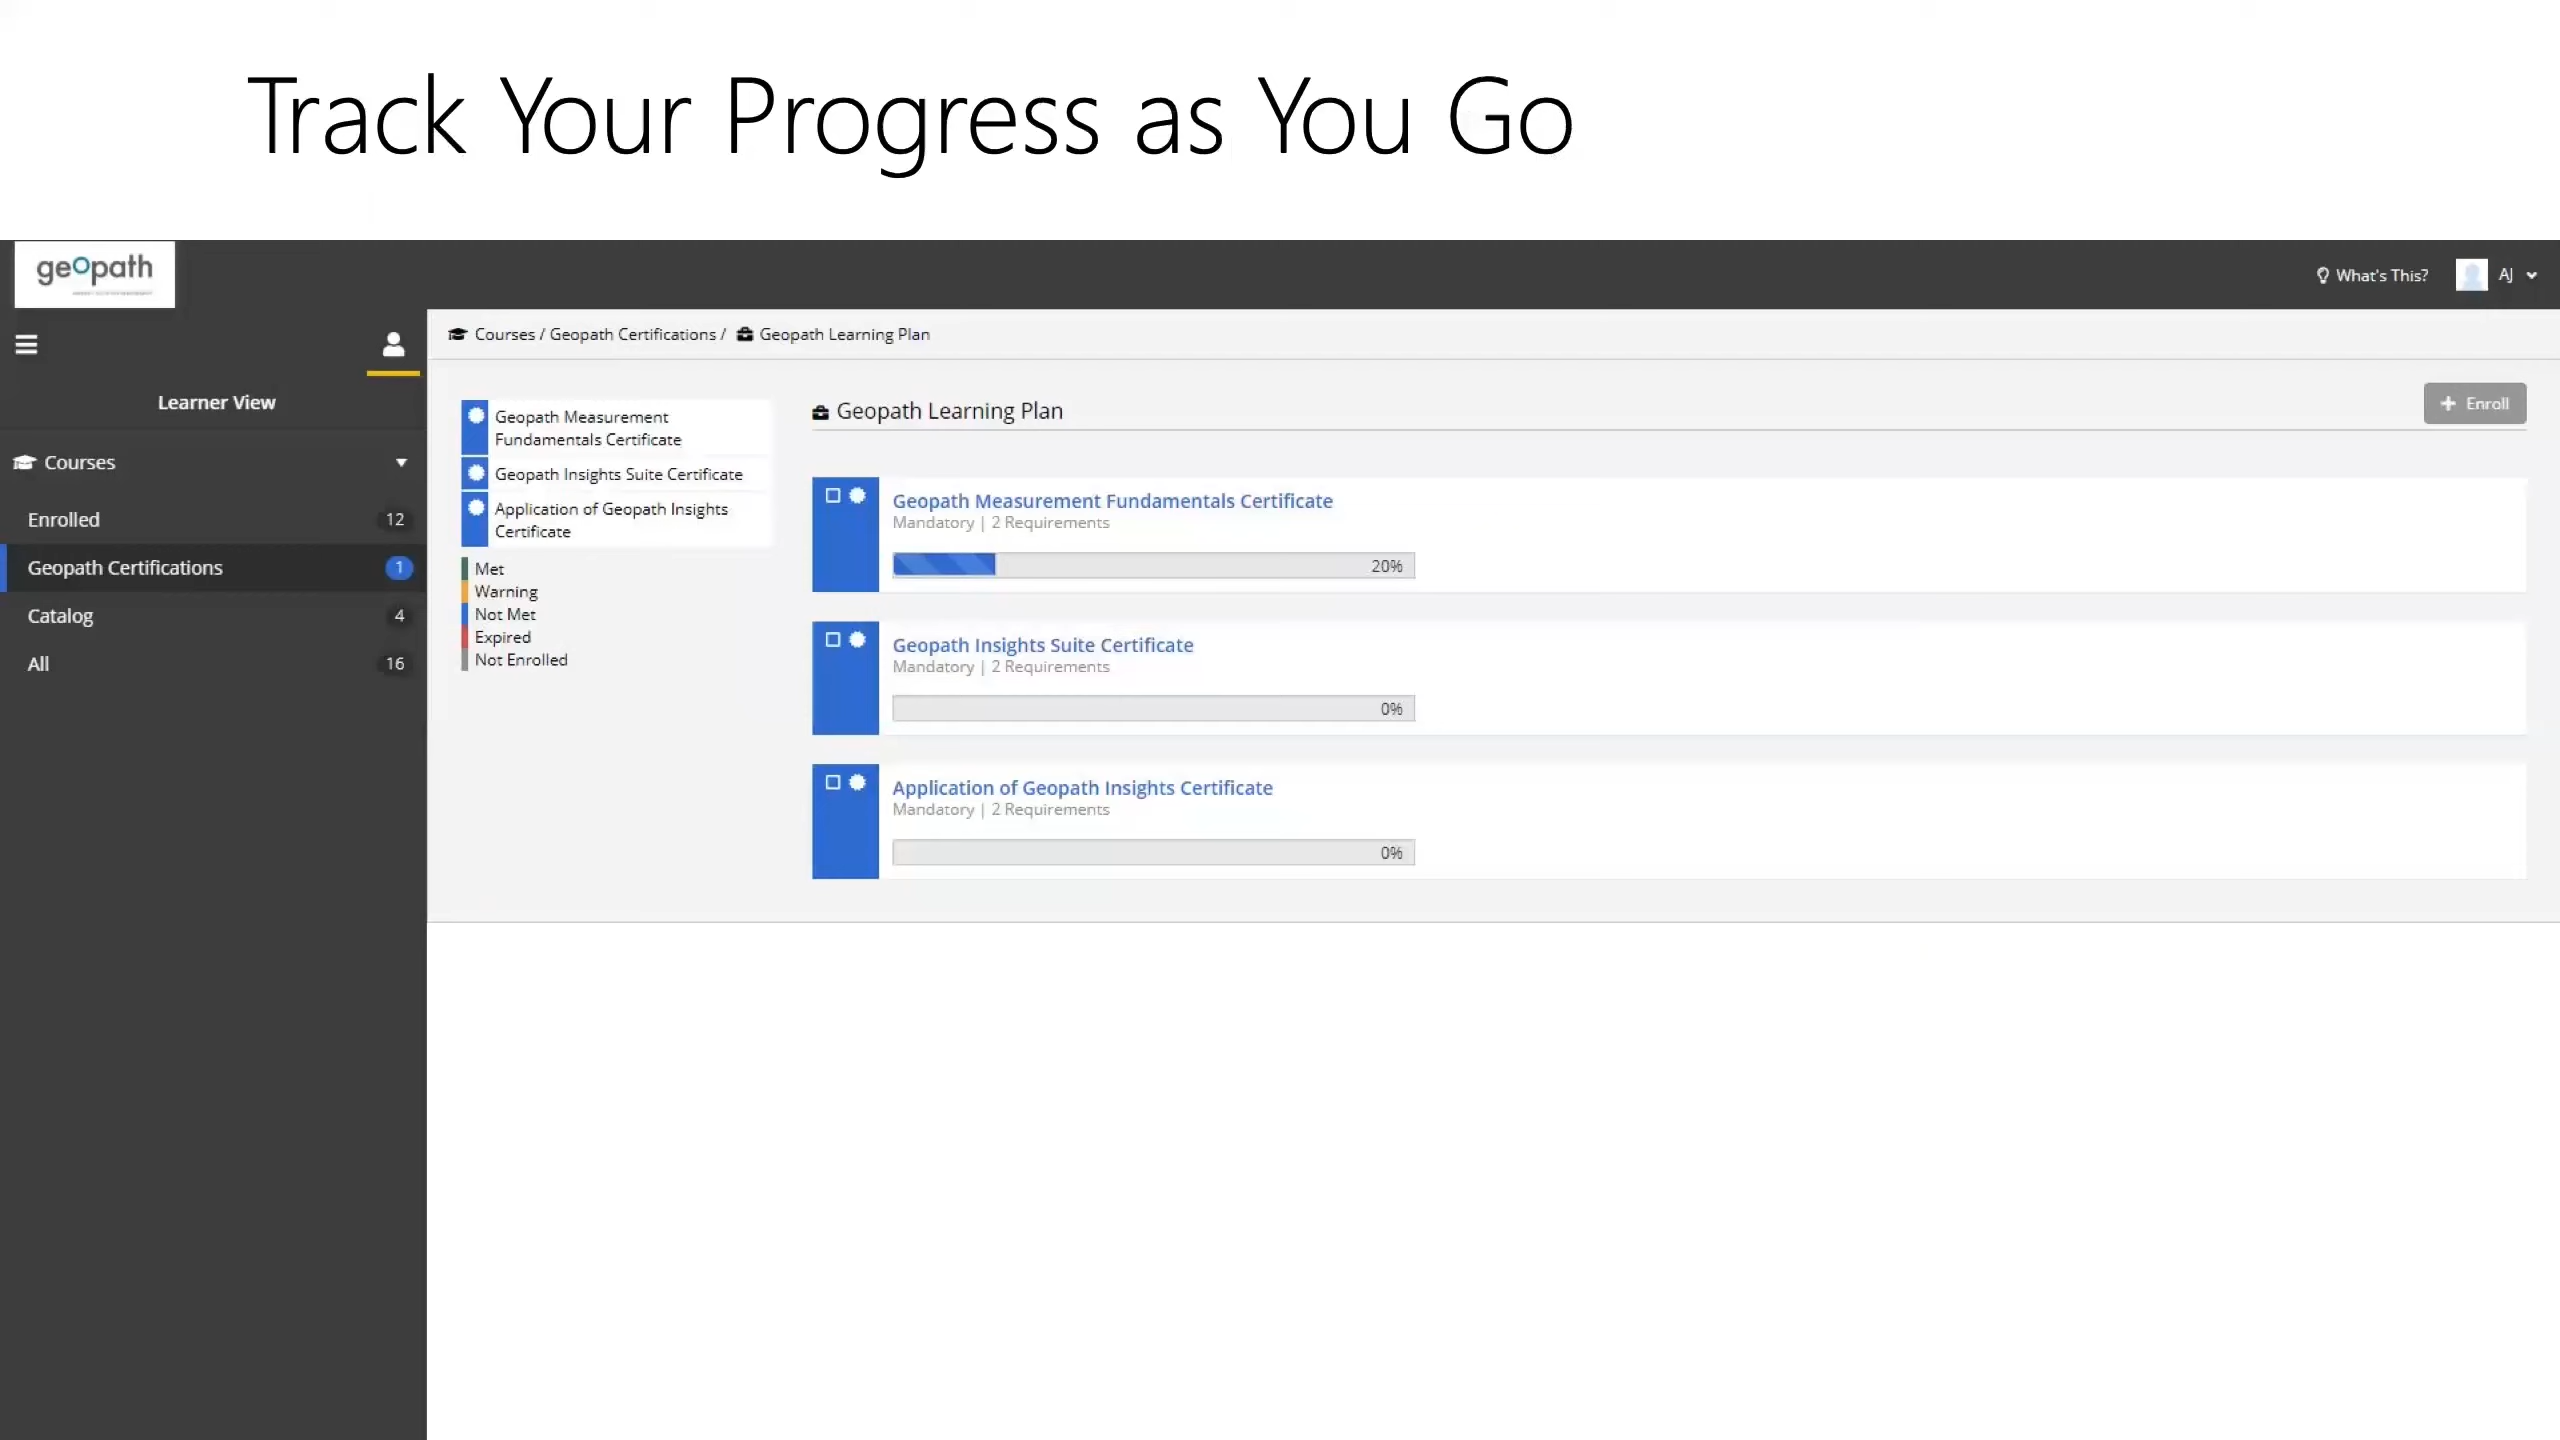 Track Your Progress as You Go
geopath
What's This?
AJ
Learner View
Courses
Enrolled 12
Geopath Certifications 1
Catalog 4
All 16
Courses / Geopath Certifications / Geopath Learning Plan
Geopath Measurement
Fundamentals Certificate
Geopath Insights Suite Certificate
Application of Geopath Insights
Certificate
Met
Warning
Not Met
Expired
Not Enrolled
Geopath Learning Plan
Enroll
Geopath Measurement Fundamentals Certificate
Mandatory | 2 Requirements
20%
Geopath Insights Suite Certificate
Mandatory | 2 Requirements
0%
Application of Geopath Insights Certificate
Mandatory | 2 Requirements
0%